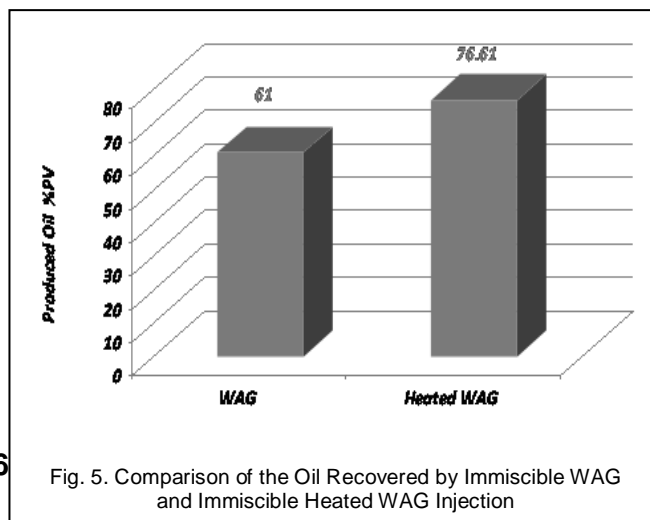 61
76.61
80
70
60
50
40
30
20
10
0
Produced Oil %PV
WAG
Heated WAG
6
Fig. 5. Comparison of the Oil Recovered by Immiscible WAG
and Immiscible Heated WAG Injection